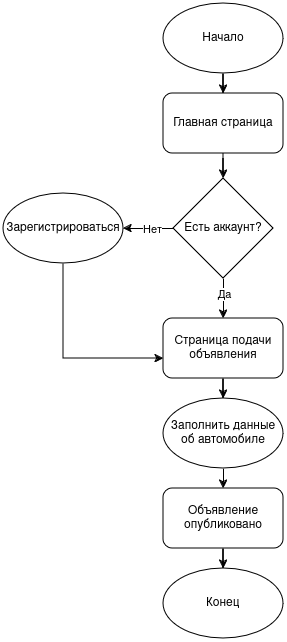 Начало
Главная страница
Есть аккаунт?
Нет
Зарегистрироваться
Да
Страница подачи
объявления
Заполнить данные
об автомобиле
Объявление
опубликовано
Конец